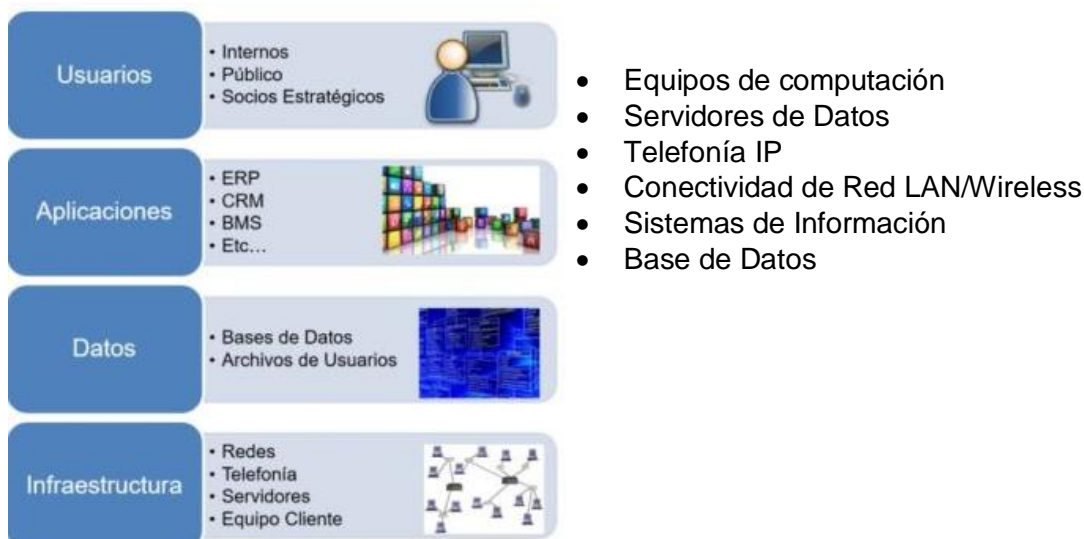 Usuarios
• Internos
• Público
• Socios Estratégicos
Aplicaciones
• ERP
• CRM
• BMS
• Etc...
Datos
• Bases de Datos
• Archivos de Usuarios
Infraestructura
• Redes
• Telefonía
• Servidores
• Equipo Cliente
• Equipos de computación
• Servidores de Datos
• Telefonía IP
• Conectividad de Red LAN/Wireless
• Sistemas de Información
• Base de Datos